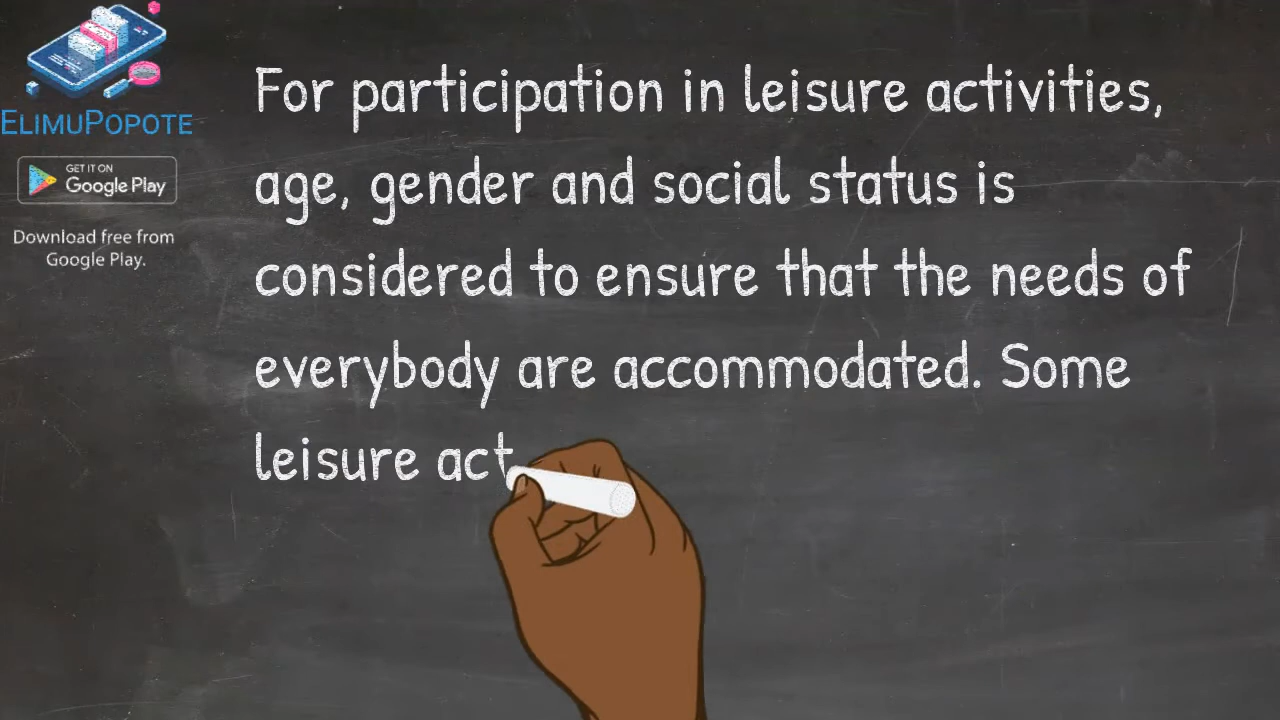 ELIMUPOPOTE
GET IT ON
Google Play
Download free from
Google Play.
For participation in leisure activities,
age, gender and social status is
considered to ensure that the needs of
everybody are accommodated. Some
leisure act